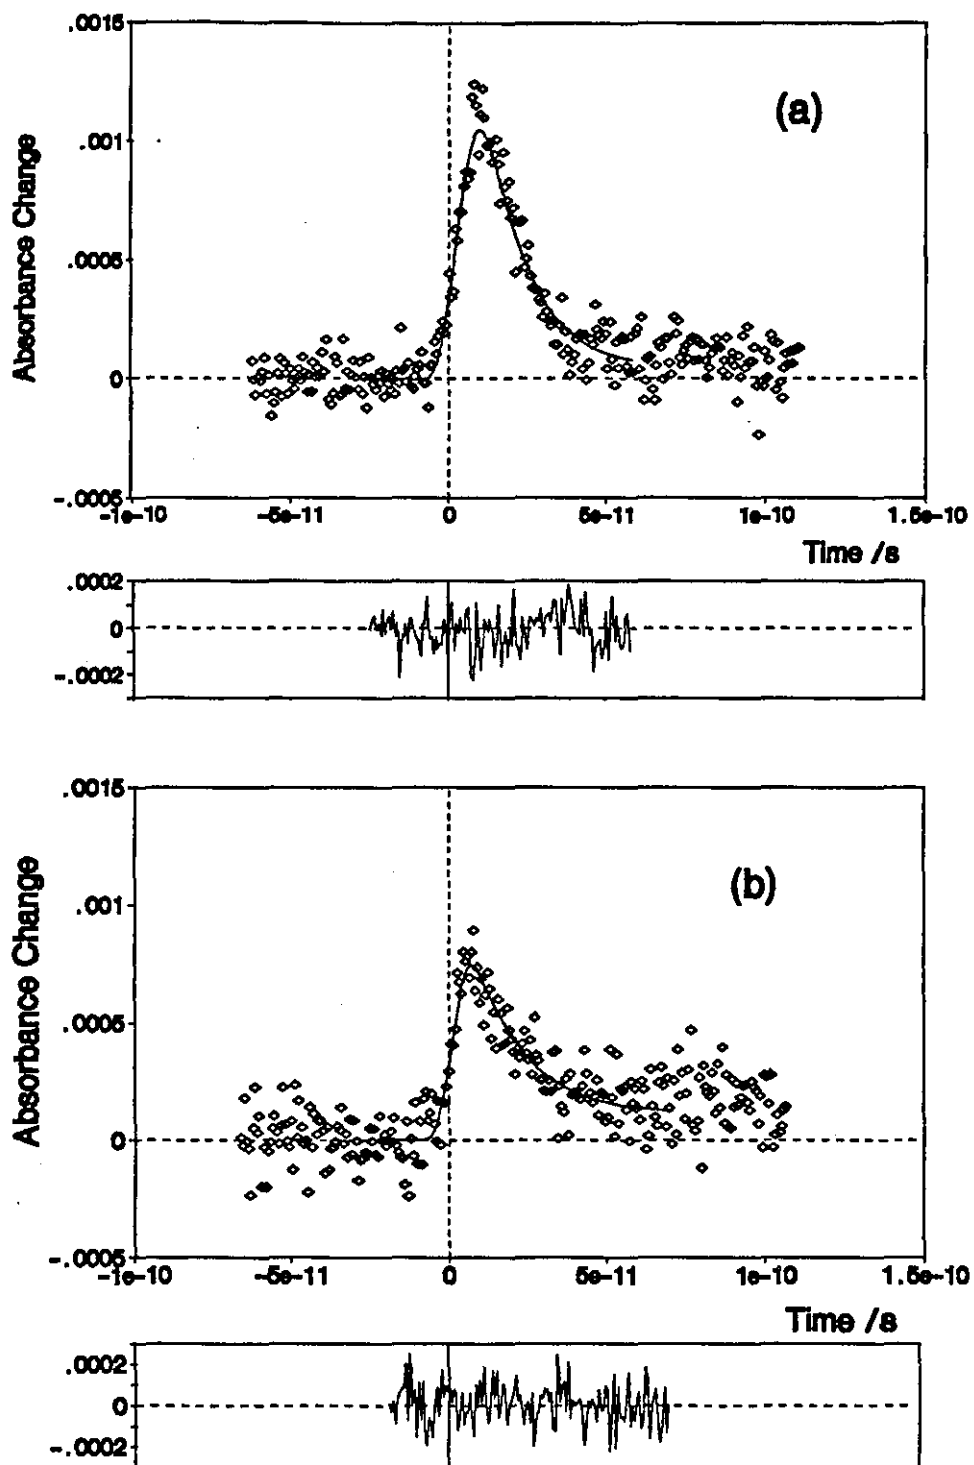 .0015
(a)
.001
Absorbance Change
.0005
0
-.0005
-1e-10 -5e-11 0 5e-11 1e-10 1.5e-10
Time /s
.0002
0
-.0002
.0015
(b)
.001
Absorbance Change
.0005
0
-.0005
-1e-10 -5e-11 0 5e-11 1e-10 1.5e-10
Time /s
.0002
0
-.0002